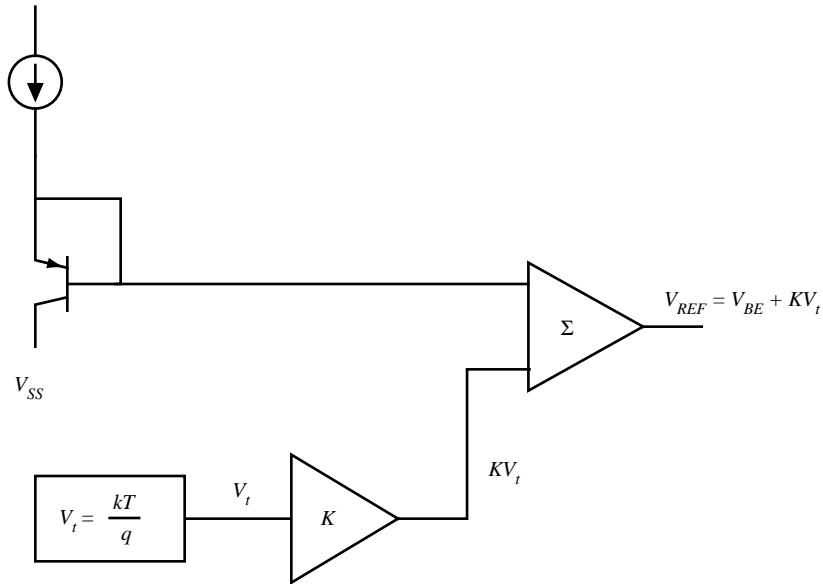 V_REF = V_BE + KV_t
Σ
V_SS
KV_t
V_t
V_t = kT/q
K